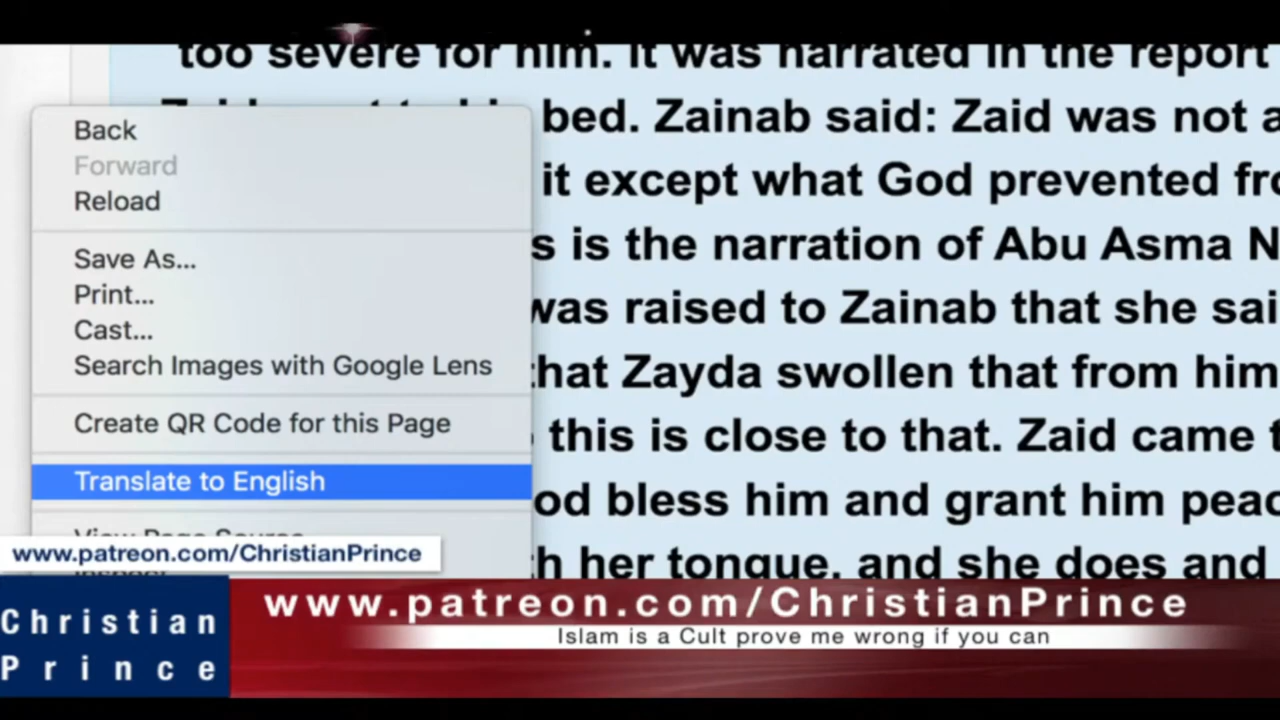 too severe for him. It was narrated in the report
bed. Zainab said: Zaid was not a
it except what God prevented fro
s is the narration of Abu Asma N
was raised to Zainab that she sai
that Zayda swollen that from him
this is close to that. Zaid came t
od bless him and grant him peac
h her tongue, and she does and
Back
Forward
Reload
Save As...
Print...
Cast...
Search Images with Google Lens
Create QR Code for this Page
Translate to English
View Page Source
www.patreon.com/ChristianPrince
Christian
Prince
www.patreon.com/ChristianPrince
Islam is a Cult prove me wrong if you can